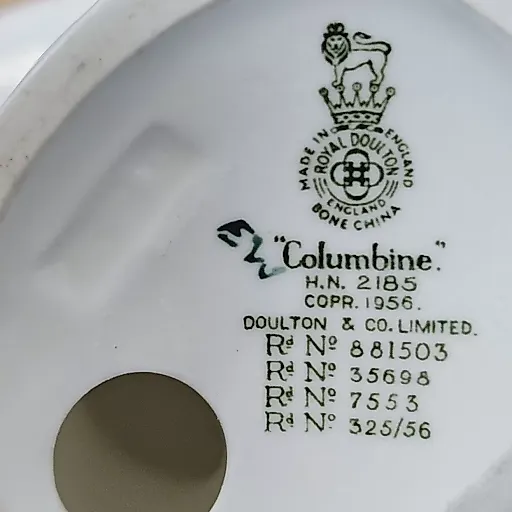 MADE IN ENGLAND
ROYAL DOULTON
ENGLAND
BONE CHINA
"Columbine".
H.N. 2185
COPR. 1956.
DOULTON & CO. LIMITED.
Rd No 881503
Rd No 35698
Rd No 7553
Rd No 325/56